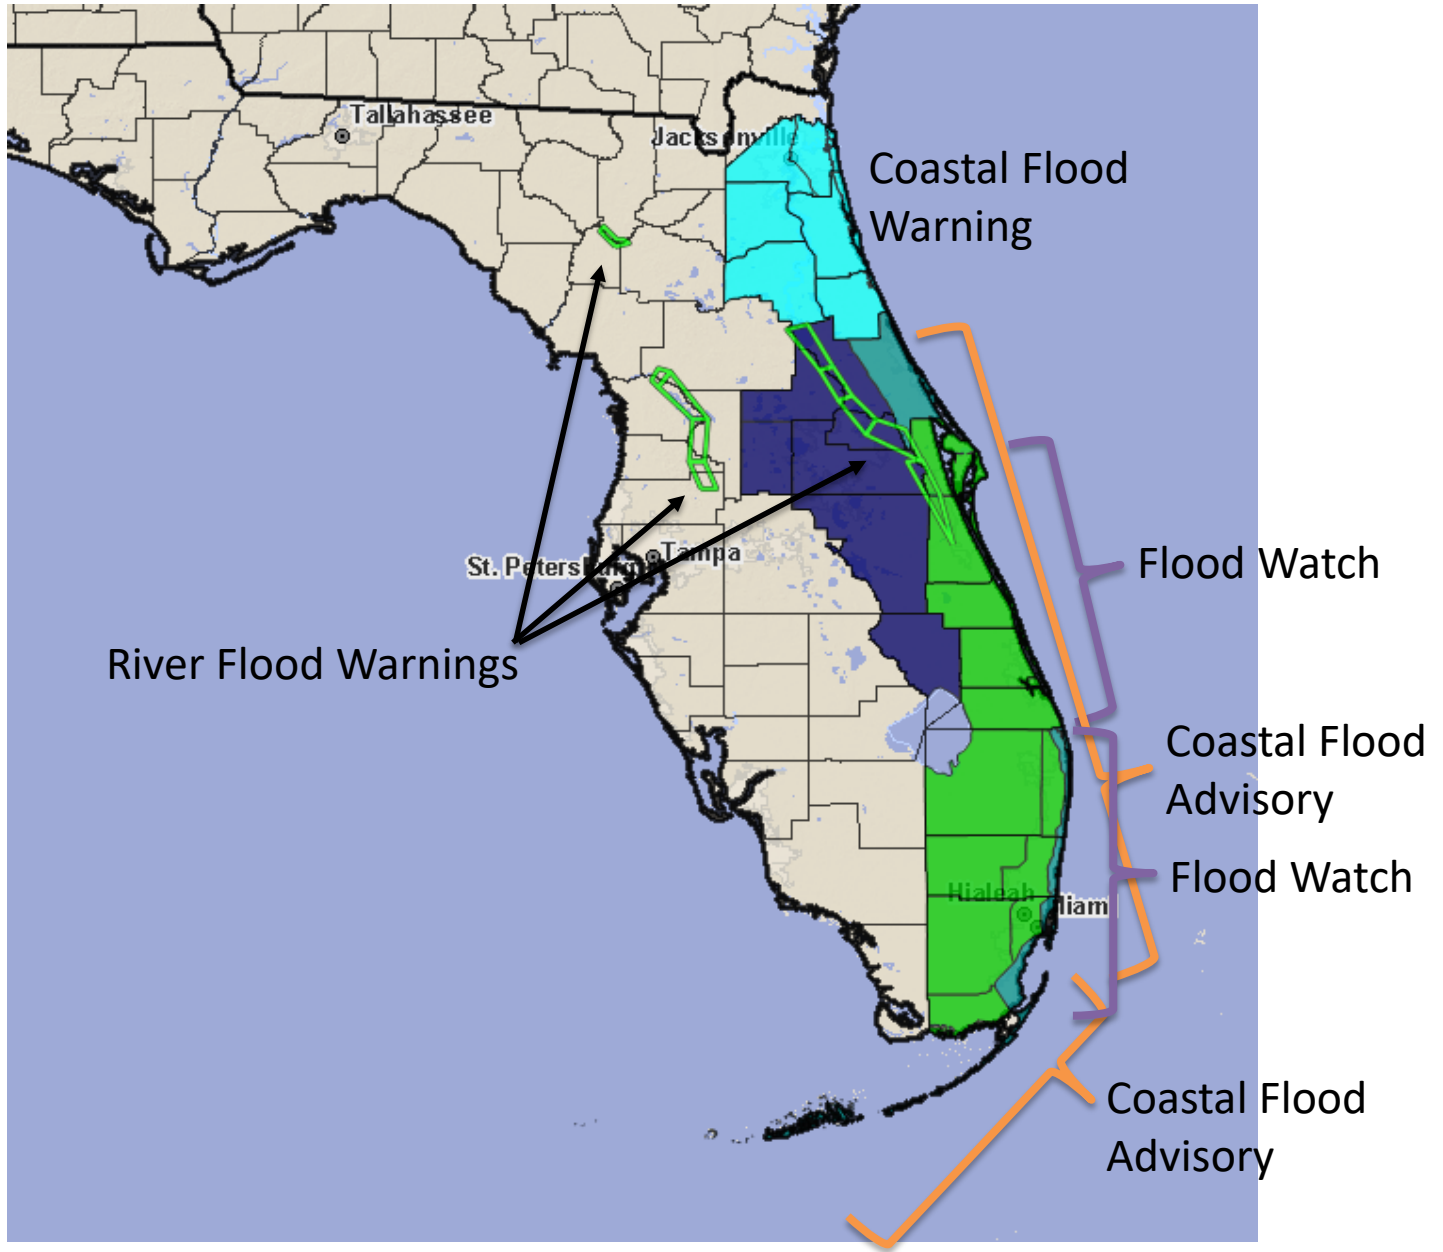 Tallahassee
Jacksonville
Coastal Flood
Warning
Flood Watch
Tampa
St. Petersburg
River Flood Warnings
Coastal Flood
Advisory
Flood Watch
Hialeah
Miami
Coastal Flood
Advisory